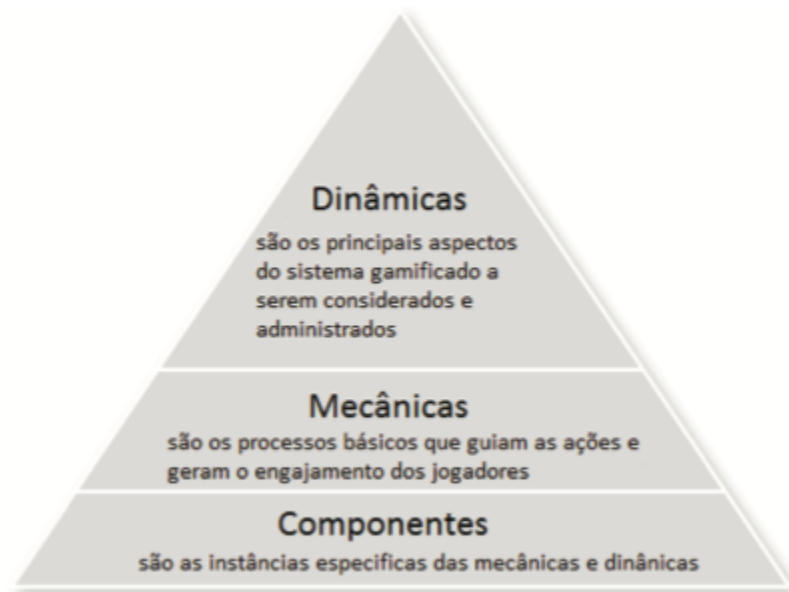 Dinâmicas
são os principais aspectos
do sistema gamificado a
serem considerados e
administrados
Mecânicas
são os processos básicos que guiam as ações e
geram o engajamento dos jogadores
Componentes
são as instâncias especificas das mecânicas e dinânicas